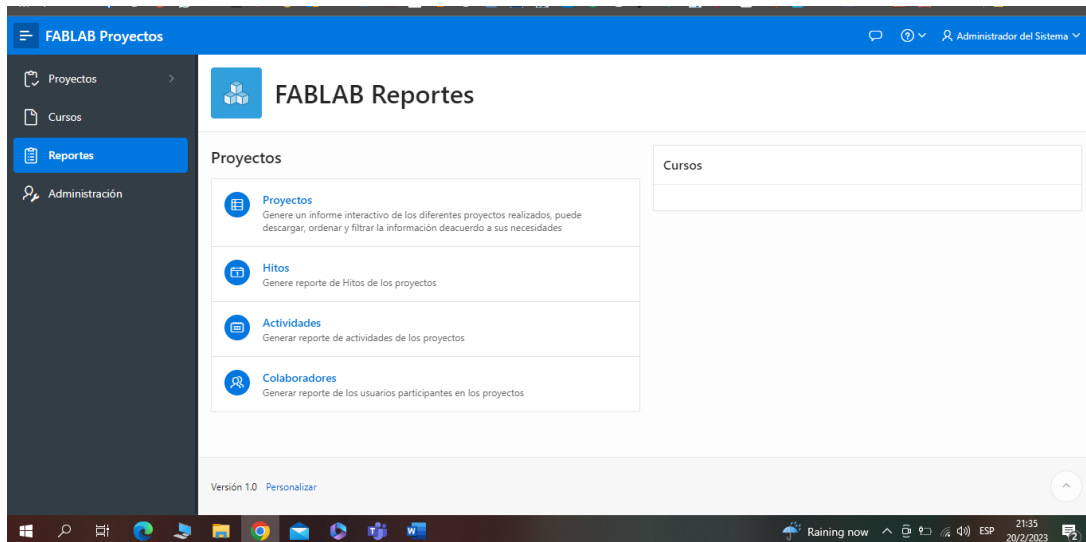 FABLAB Proyectos
Administrador del Sistema
Proyectos
Cursos
Reportes
Administración
FABLAB Reportes
Proyectos
Proyectos
Genere un informe interactivo de los diferentes proyectos realizados, puede
descargar, ordenar y filtrar la información deacuerdo a sus necesidades
Hitos
Genere reporte de Hitos de los proyectos
Actividades
Generar reporte de actividades de los proyectos
Colaboradores
Generar reporte de los usuarios participantes en los proyectos
Cursos
Versión 1.0 Personalizar
Raining now
ESP
21:35
20/2/2023
2